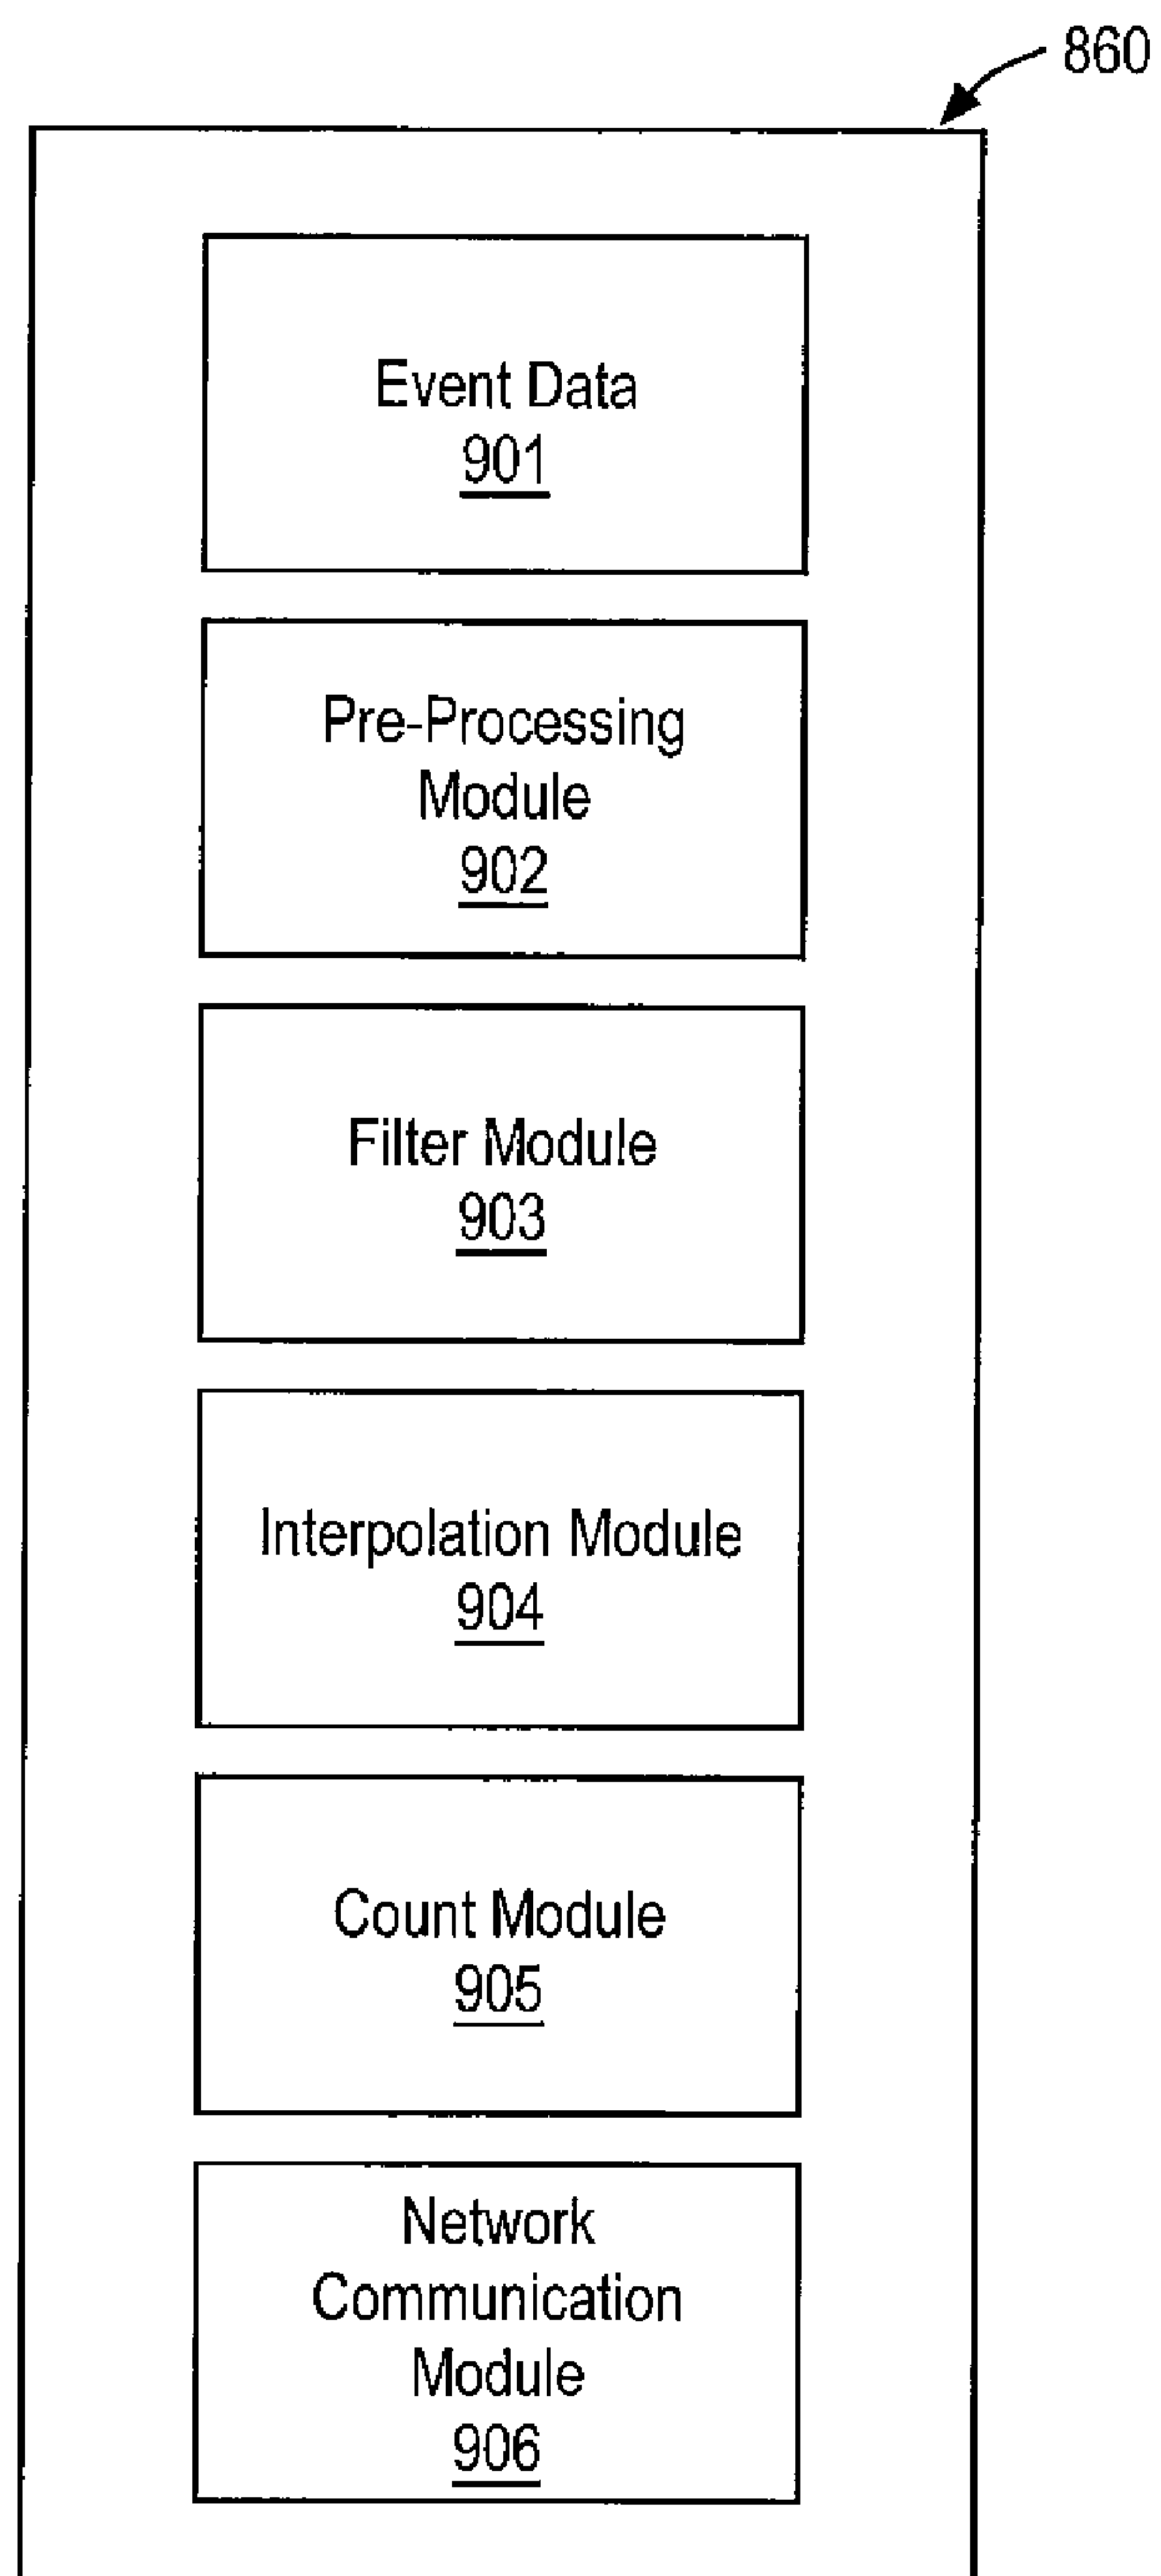 860
Event Data
901
Pre-Processing
Module
902
Filter Module
903
Interpolation Module
904
Count Module
905
Network
Communication
Module
906